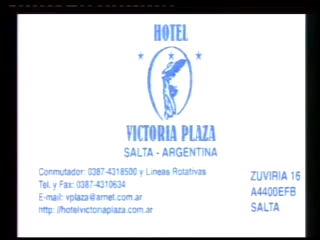 HOTEL
VICTORIA PLAZA
SALTA - ARGENTINA
Conmutador: 0387-4318500 y Lineas Rotativas
Tel. y Fax: 0387-4310634
E-mail: vplaza@arnet.com.ar
http: //hotelvictoriaplaza.com.ar
ZUVIRIA 16
A4400EFB
SALTA